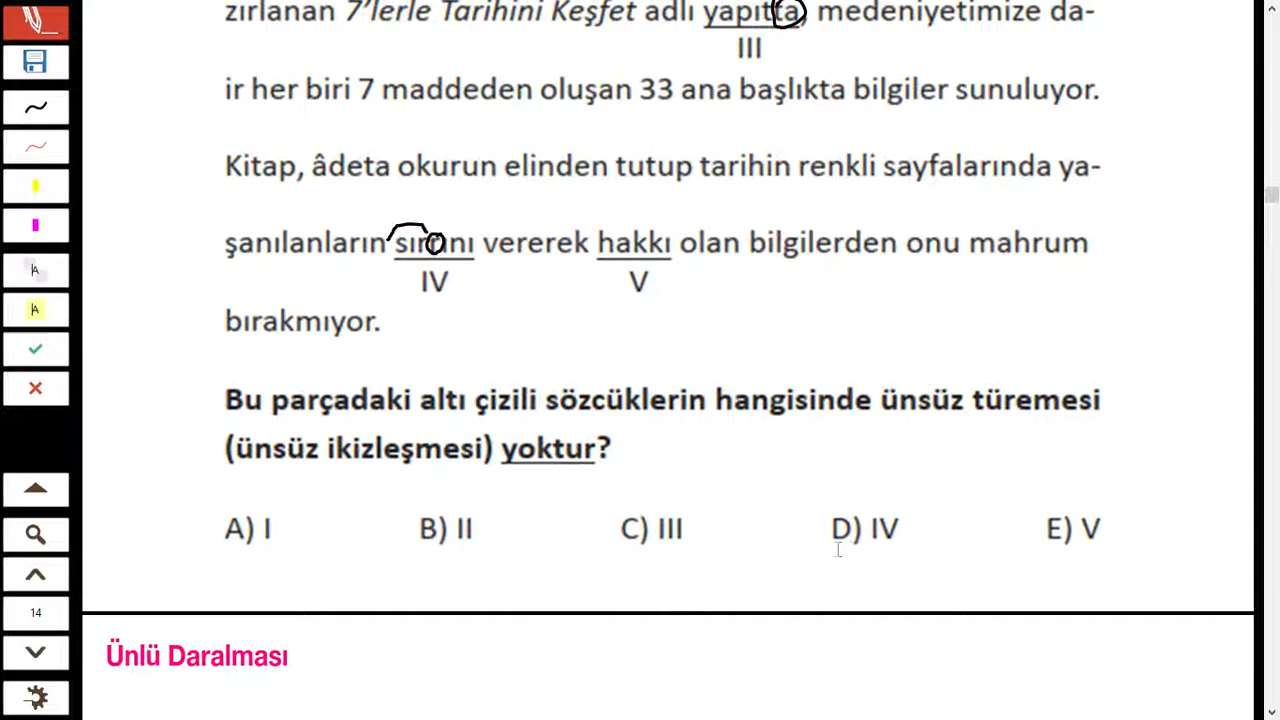 zırlanan 7’lerle Tarihini Keşfet adlı yapıtta, medeniyetimize da-
III
ir her biri 7 maddeden oluşan 33 ana başlıkta bilgiler sunuluyor.
Kitap, âdeta okurun elinden tutup tarihin renkli sayfalarında ya-
şanılanların sırrını vererek hakkı olan bilgilerden onu mahrum
IV V
bırakmıyor.
Bu parçadaki altı çizili sözcüklerin hangisinde ünsüz türemesi
(ünsüz ikizleşmesi) yoktur?
A) I B) II C) III D) IV E) V
14
Ünlü Daralması